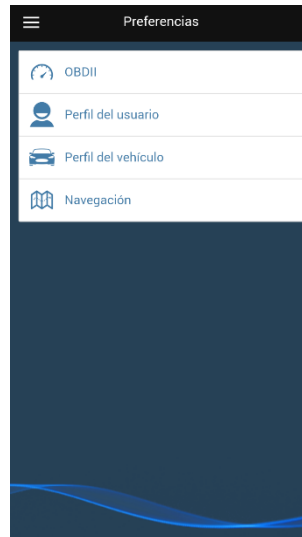 Preferencias
OBDII
Perfil del usuario
Perfil del vehículo
Navegación